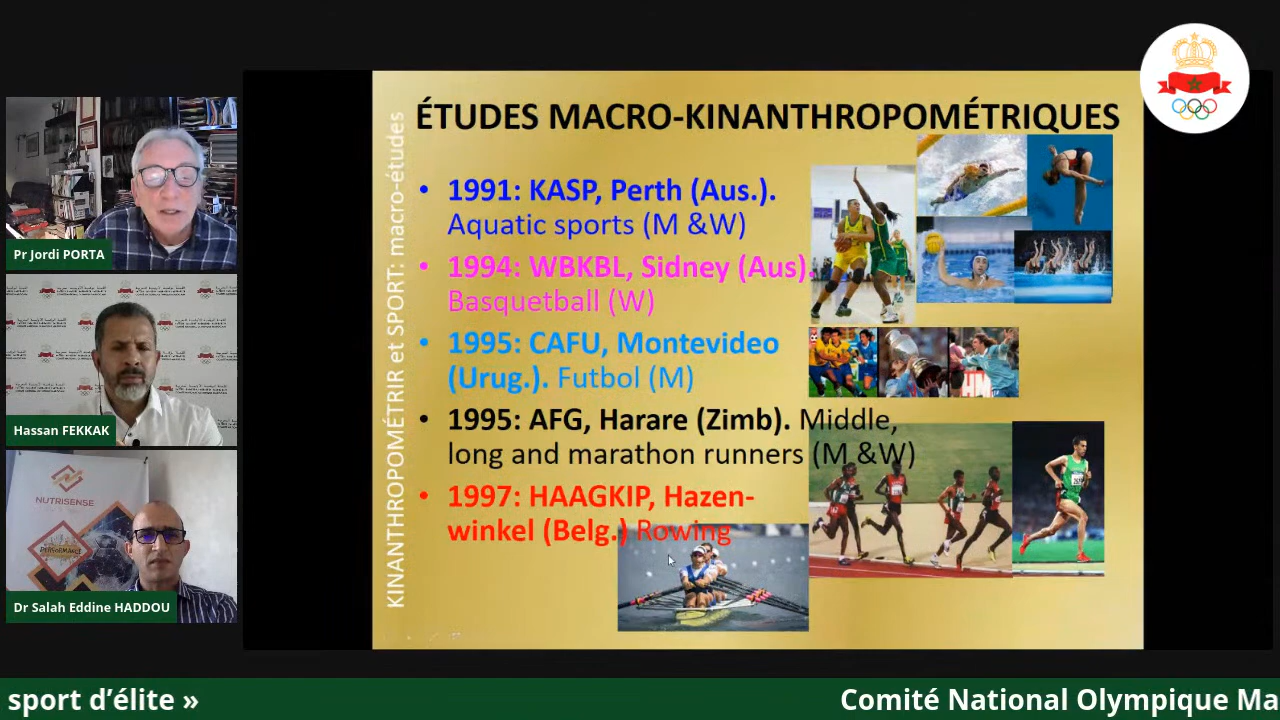 ÉTUDES MACRO-KINANTHROPOMÉTRIQUES
KINANTHROPOMÉTRIR et SPORT: macro-études
• 1991: KASP, Perth (Aus.).
Aquatic sports (M &W)
• 1994: WBKBL, Sidney (Aus).
Basquetball (W)
• 1995: CAFU, Montevideo
(Urug.). Futbol (M)
• 1995: AFG, Harare (Zimb). Middle,
long and marathon runners (M &W)
• 1997: HAAGKIP, Hazen-
winkel (Belg.) Rowing
Pr Jordi PORTA
Hassan FEKKAK
NUTRISENSE
PERFORMANCE
Dr Salah Eddine HADDOU
sport d’élite »
Comité National Olympique Ma